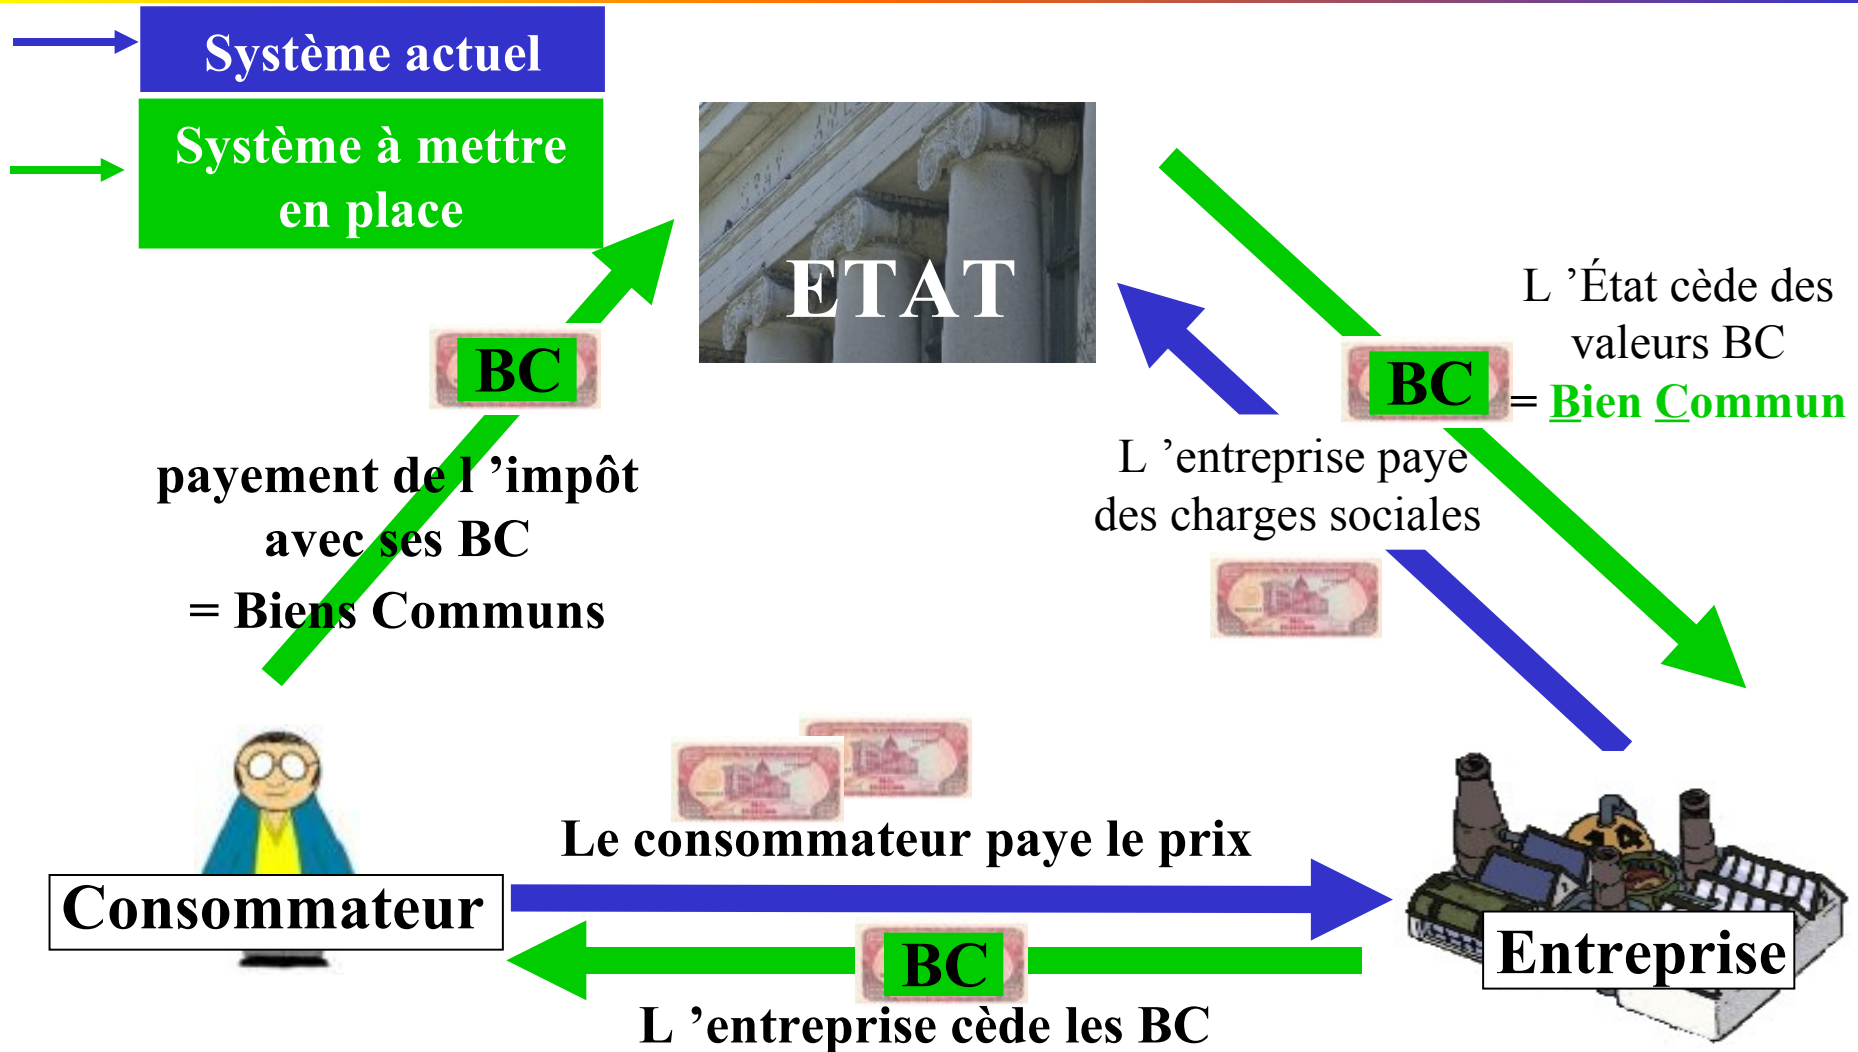 Système actuel
Système à mettre
en place
ETAT
L ’État cède des
valeurs BC
= Bien Commun
BC
BC
L ’entreprise paye
des charges sociales
payement de l ’impôt
avec ses BC
= Biens Communs
Le consommateur paye le prix
Consommateur
BC
Entreprise
L ’entreprise cède les BC